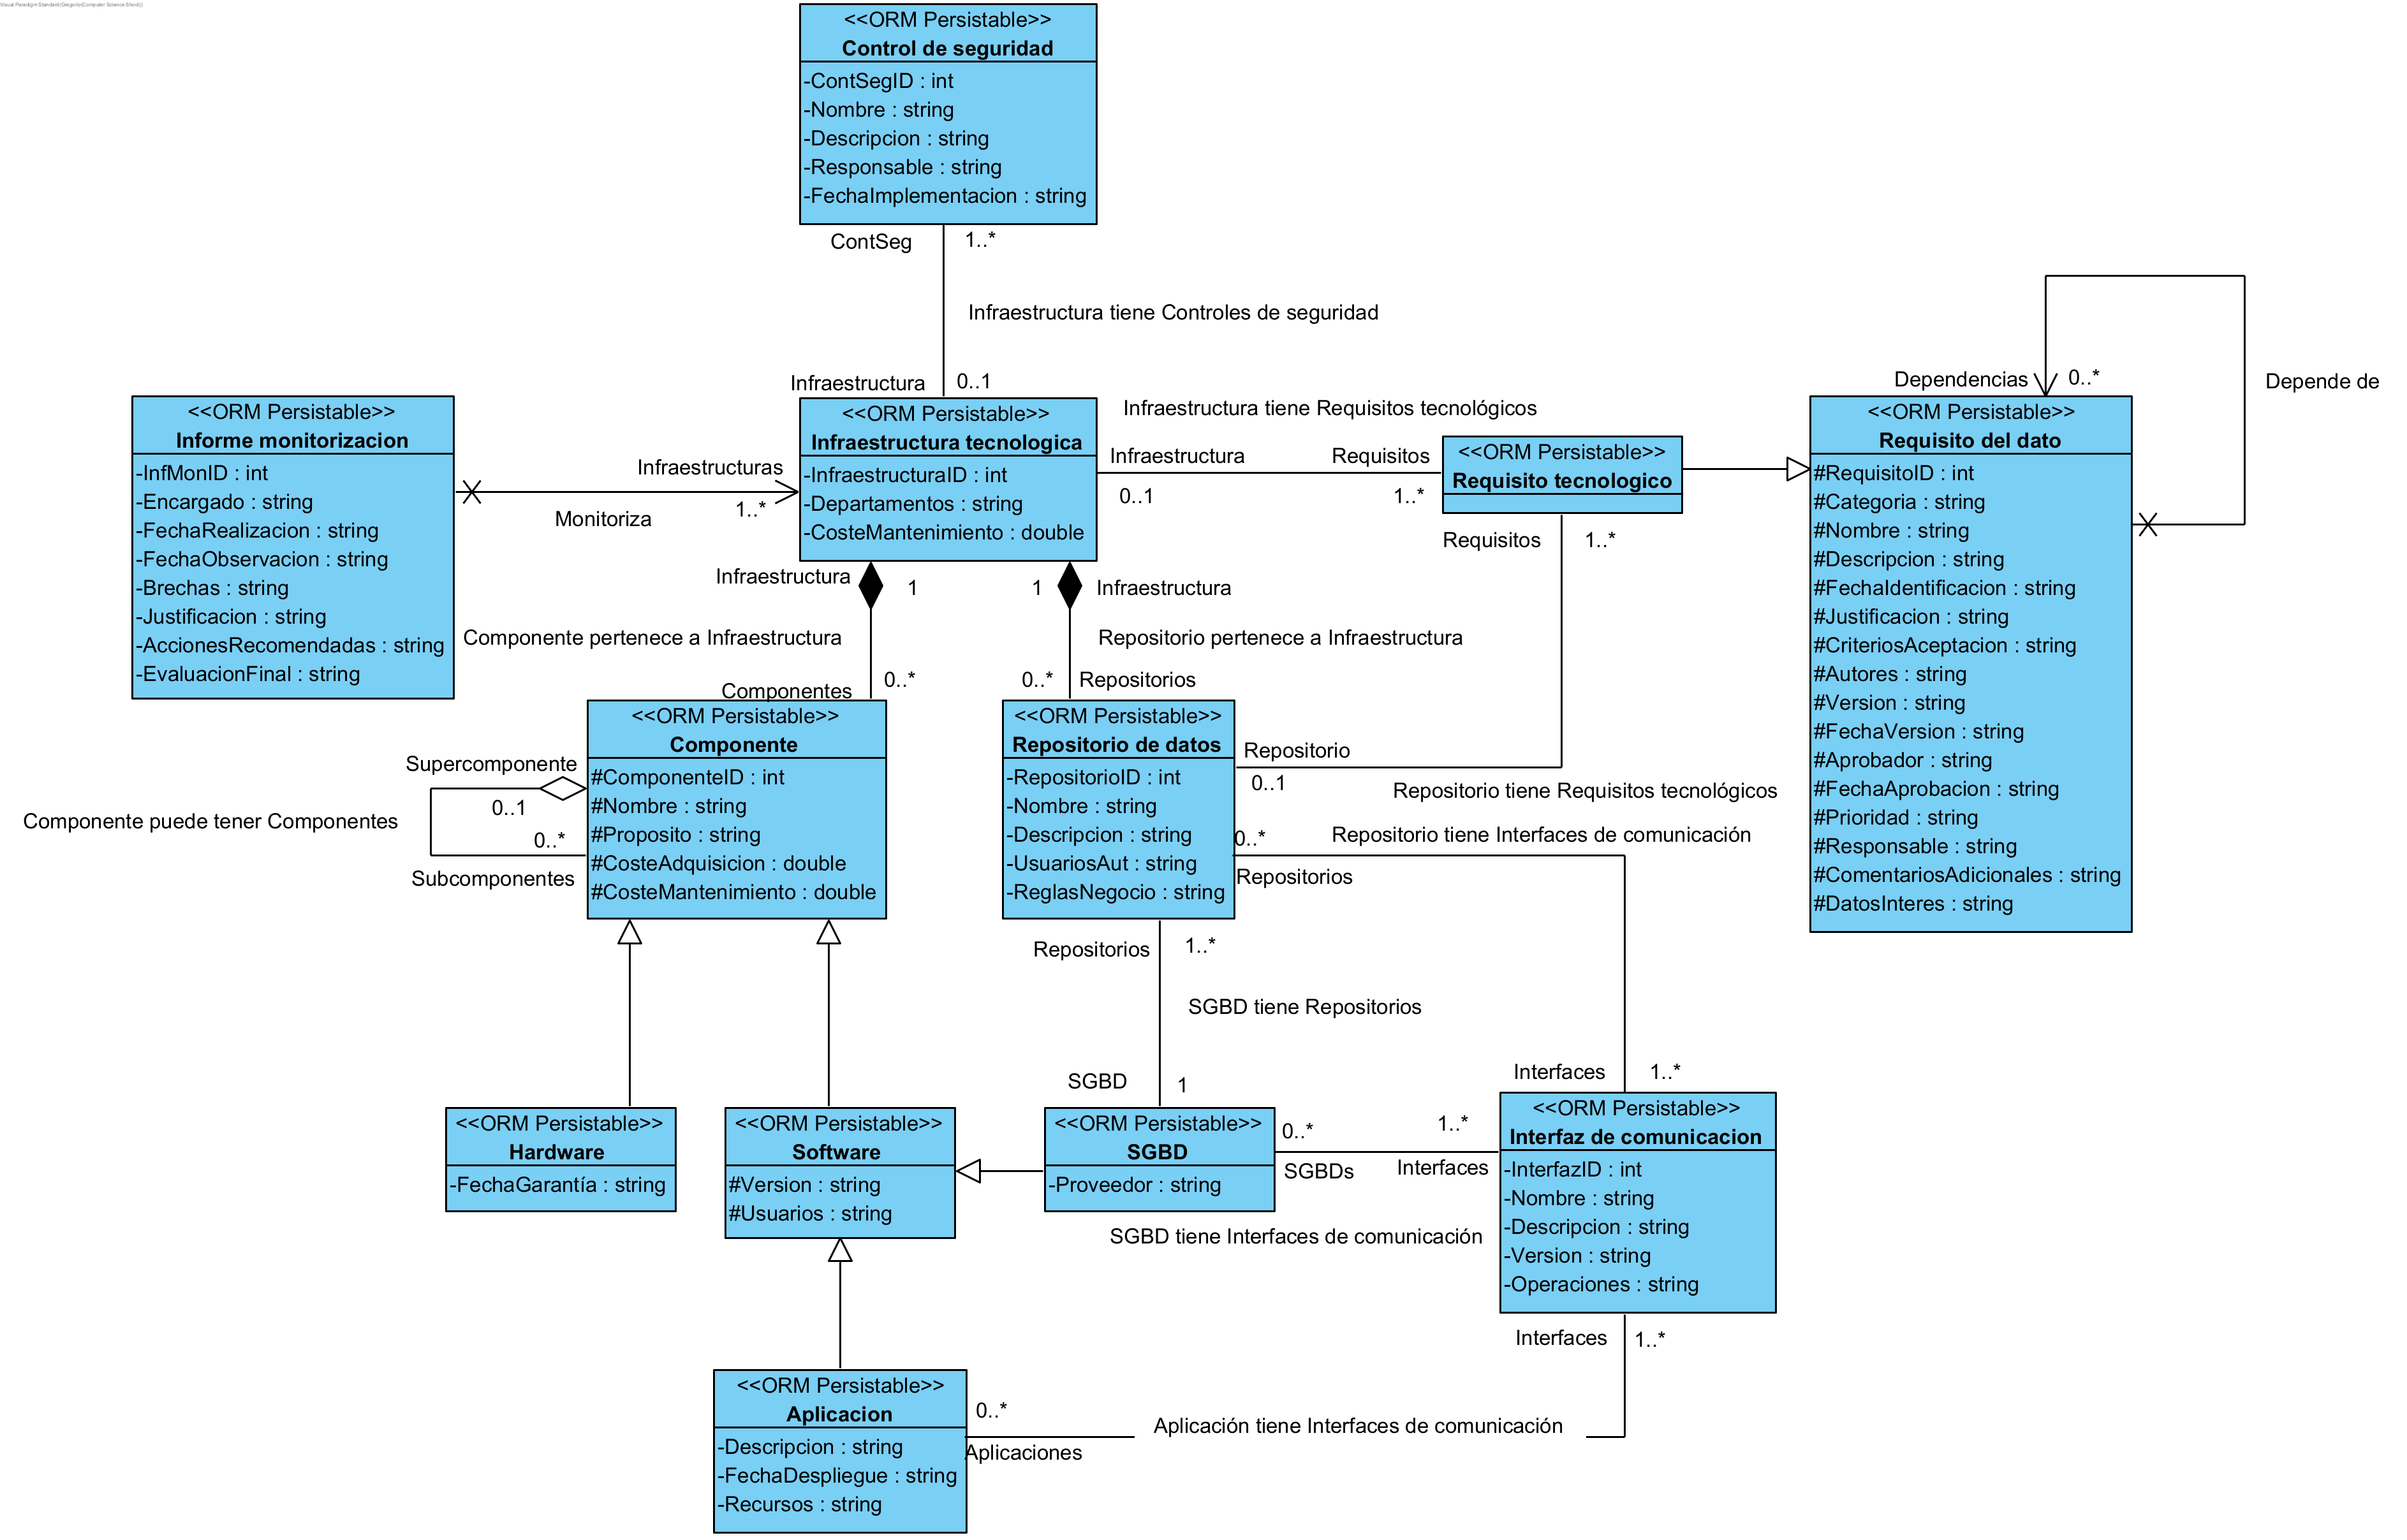 Visual Paradigm Standard(Gregorio(Computer Science Shool))
<<ORM Persistable>>
Control de seguridad
-ContSegID : int
-Nombre : string
-Descripcion : string
-Responsable : string
-FechaImplementacion : string
ContSeg
1..*
Infraestructura tiene Controles de seguridad
Infraestructura
0..1
<<ORM Persistable>>
Informe monitorizacion
-InfMonID : int
-Encargado : string
-FechaRealizacion : string
-FechaObservacion : string
-Brechas : string
-Justificacion : string
-AccionesRecomendadas : string
-EvaluacionFinal : string
Infraestructuras
1..*
Monitoriza
<<ORM Persistable>>
Infraestructura tecnologica
-InfraestructuraID : int
-Departamentos : string
-CosteMantenimiento : double
Infraestructura tiene Requisitos tecnológicos
Infraestructura
0..1
Requisitos
1..*
<<ORM Persistable>>
Requisito tecnologico
Dependencias
0..*
Depende de
<<ORM Persistable>>
Requisito del dato
#RequisitoID : int
#Categoria : string
#Nombre : string
#Descripcion : string
#FechaIdentificacion : string
#Justificacion : string
#CriteriosAceptacion : string
#Autores : string
#Version : string
#FechaVersion : string
#Aprobador : string
#FechaAprobacion : string
#Prioridad : string
#Responsable : string
#ComentariosAdicionales : string
#DatosInteres : string
Infraestructura
1
Componente pertenece a Infraestructura
Componentes
0..*
1
Infraestructura
Repositorio pertenece a Infraestructura
0..*
Repositorios
Requisitos
1..*
<<ORM Persistable>>
Componente
#ComponenteID : int
#Nombre : string
#Proposito : string
#CosteAdquisicion : double
#CosteMantenimiento : double
Supercomponente
0..1
Componente puede tener Componentes
0..*
Subcomponentes
<<ORM Persistable>>
Repositorio de datos
-RepositorioID : int
-Nombre : string
-Descripcion : string
-UsuariosAut : string
-ReglasNegocio : string
Repositorio
0..1
Repositorio tiene Requisitos tecnológicos
0..*
Repositorio tiene Interfaces de comunicación
Repositorios
Repositorios
1..*
SGBD tiene Repositorios
SGBD
1
Interfaces
1..*
<<ORM Persistable>>
Hardware
-FechaGarantía : string
<<ORM Persistable>>
Software
#Version : string
#Usuarios : string
<<ORM Persistable>>
SGBD
-Proveedor : string
0..*
SGBDs
1..*
Interfaces
SGBD tiene Interfaces de comunicación
<<ORM Persistable>>
Interfaz de comunicacion
-InterfazID : int
-Nombre : string
-Descripcion : string
-Version : string
-Operaciones : string
Interfaces
1..*
<<ORM Persistable>>
Aplicacion
-Descripcion : string
-FechaDespliegue : string
-Recursos : string
0..*
Aplicaciones
Aplicación tiene Interfaces de comunicación